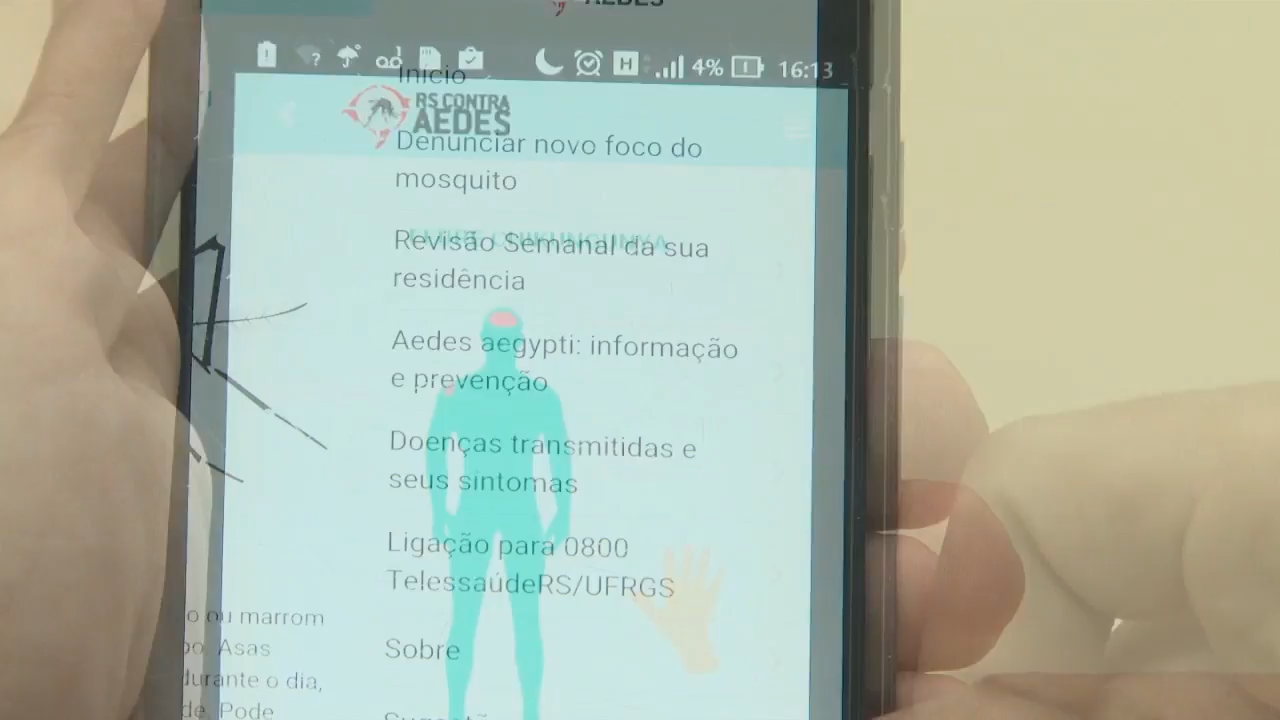 AEDES
4% 16:13
Início
RS CONTRA
AEDES
Denunciar novo foco do
mosquito
Revisão Semanal da sua
residência
Aedes aegypti: informação
e prevenção
Doenças transmitidas e
seus sintomas
Ligação para 0800
TelessaúdeRS/UFRGS
o ou marrom
Asas
durante o dia,
de. Pode
Sobre